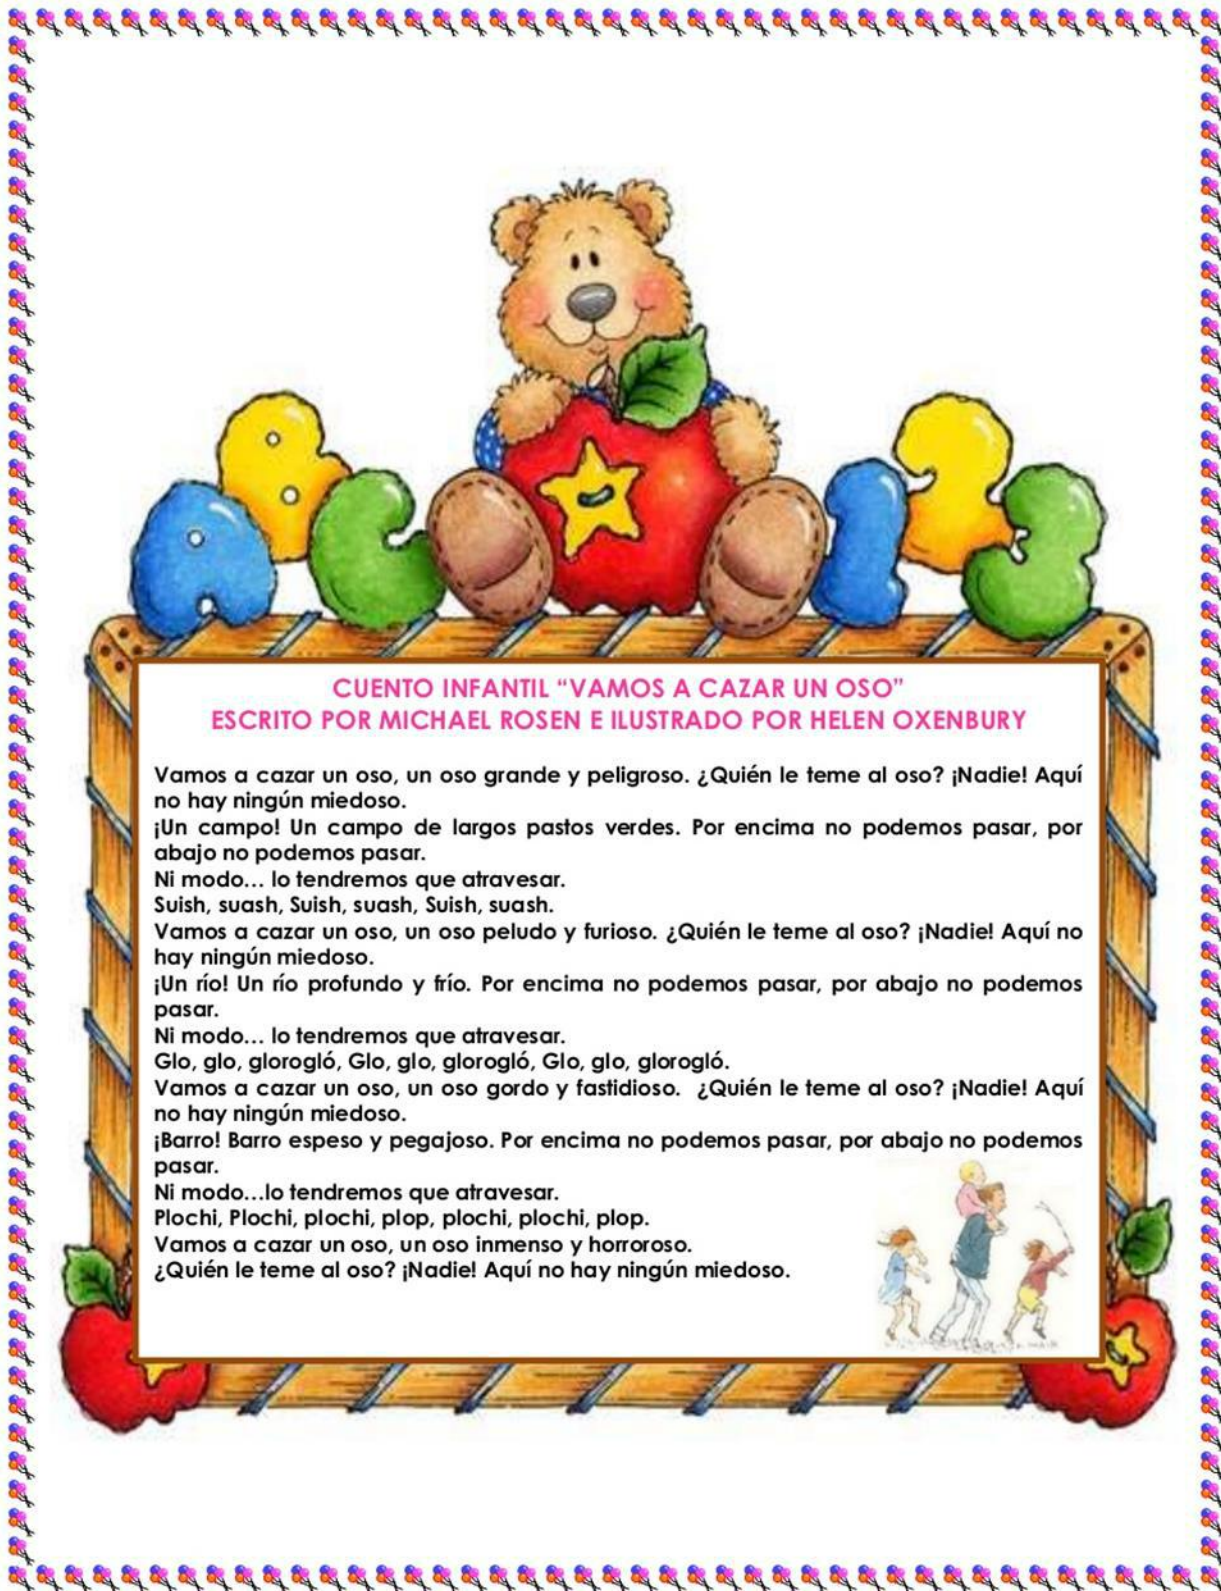 A B C 1 2 3
CUENTO INFANTIL “VAMOS A CAZAR UN OSO”
ESCRITO POR MICHAEL ROSEN E ILUSTRADO POR HELEN OXENBURY
Vamos a cazar un oso, un oso grande y peligroso. ¿Quién le teme al oso? ¡Nadie! Aquí
no hay ningún miedoso.
¡Un campo! Un campo de largos pastos verdes. Por encima no podemos pasar, por
abajo no podemos pasar.
Ni modo... lo tendremos que atravesar.
Suish, suash, Suish, suash, Suish, suash.
Vamos a cazar un oso, un oso peludo y furioso. ¿Quién le teme al oso? ¡Nadie! Aquí no
hay ningún miedoso.
¡Un río! Un río profundo y frío. Por encima no podemos pasar, por abajo no podemos
pasar.
Ni modo... lo tendremos que atravesar.
Glo, glo, glorogló, Glo, glo, glorogló, Glo, glo, glorogló.
Vamos a cazar un oso, un oso gordo y fastidioso.  ¿Quién le teme al oso? ¡Nadie! Aquí
no hay ningún miedoso.
¡Barro! Barro espeso y pegajoso. Por encima no podemos pasar, por abajo no podemos
pasar.
Ni modo...lo tendremos que atravesar.
Plochi, Plochi, plochi, plop, plochi, plochi, plop.
Vamos a cazar un oso, un oso inmenso y horroroso.
¿Quién le teme al oso? ¡Nadie! Aquí no hay ningún miedoso.